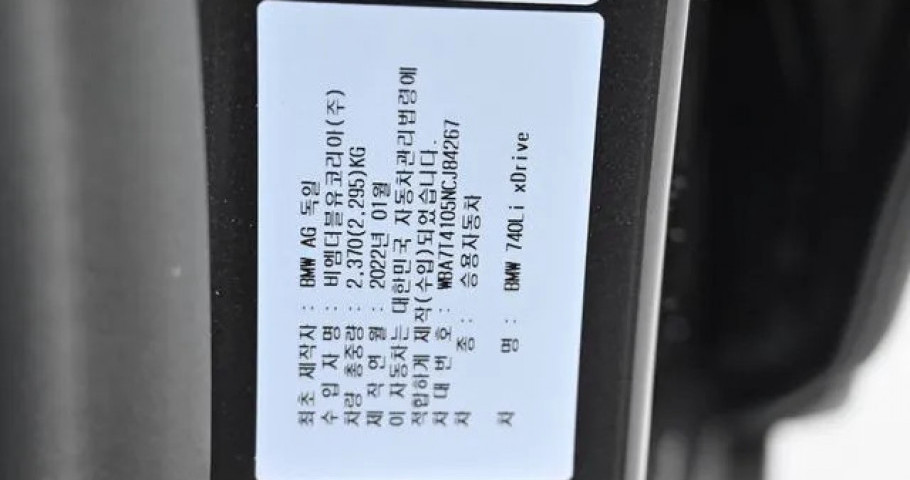 최초 제작자 : BMW AG 독일
수 입 자 명 : 비엠더블유코리아(주)
차량 총중량 : 2,370(2,295)KG
제 작 연 월 : 2022년 01월
이 자동차는 대한민국 자동차관리법령에
적합하게 제작(수입)되었습니다.
차 대 번 호 : WBA7T4105NCJ84267
차 종 : 승용자동차
차 명 : BMW 740Li xDrive